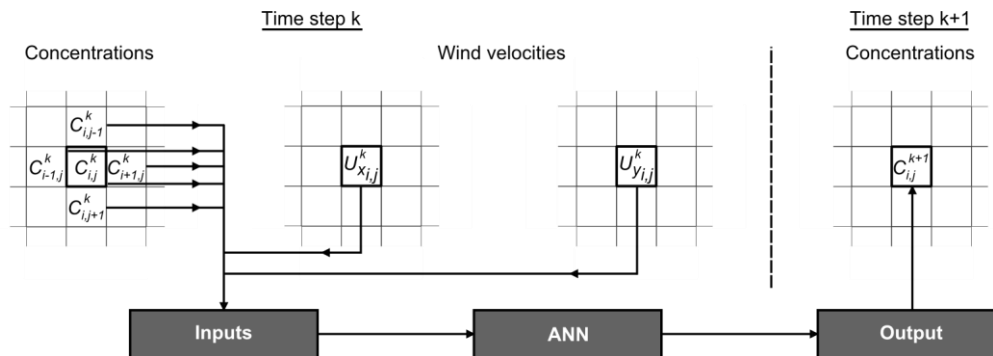 Time step k
Time step k+1
Concentrations
Wind velocities
Concentrations
C^k_{i,j-1}
C^k_{i-1,j} C^k_{i,j} C^k_{i+1,j}
C^k_{i,j+1}
U^k_{x_{i,j}}
U^k_{y_{i,j}}
C^{k+1}_{i,j}
Inputs
ANN
Output